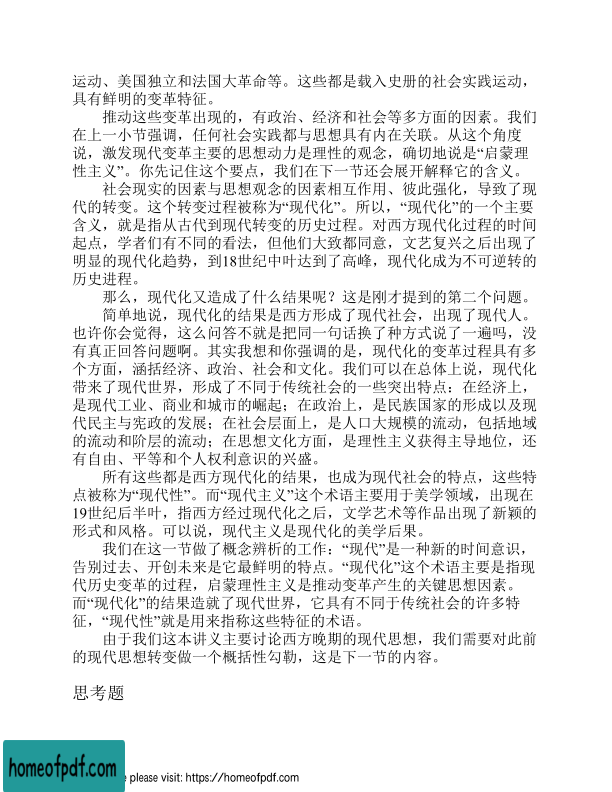 运动、美国独立和法国大革命等。这些都是载入史册的社会实践运动，
具有鲜明的变革特征。
推动这些变革出现的，有政治、经济和社会等多方面的因素。我们
在上一小节强调，任何社会实践都与思想具有内在关联。从这个角度
说，激发现代变革主要的思想动力是理性的观念，确切地说是“启蒙理
性主义”。你先记住这个要点，我们在下一节还会展开解释它的含义。
社会现实的因素与思想观念的因素相互作用、彼此强化，导致了现
代的转变。这个转变过程被称为“现代化”。所以，“现代化”的一个主要
含义，就是指从古代到现代转变的历史过程。对西方现代化过程的时间
起点，学者们有不同的看法，但他们大致都同意，文艺复兴之后出现了
明显的现代化趋势，到18世纪中叶达到了高峰，现代化成为不可逆转的
历史进程。
那么，现代化又造成了什么结果呢？这是刚才提到的第二个问题。
简单地说，现代化的结果是西方形成了现代社会，出现了现代人。
也许你会觉得，这么问答不就是把同一句话换了种方式说了一遍吗，没
有真正回答问题啊。其实我想和你强调的是，现代化的变革过程具有多
个方面，涵括经济、政治、社会和文化。我们可以在总体上说，现代化
带来了现代世界，形成了不同于传统社会的一些突出特点：在经济上，
是现代工业、商业和城市的崛起；在政治上，是民族国家的形成以及现
代民主与宪政的发展；在社会层面上，是人口大规模的流动，包括地域
的流动和阶层的流动；在思想文化方面，是理性主义获得主导地位，还
有自由、平等和个人权利意识的兴盛。
所有这些都是西方现代化的结果，也成为现代社会的特点，这些特
点被称为“现代性”。而“现代主义”这个术语主要用于美学领域，出现在
19世纪后半叶，指西方经过现代化之后，文学艺术等作品出现了新颖的
形式和风格。可以说，现代主义是现代化的美学后果。
我们在这一节做了概念辨析的工作：“现代”是一种新的时间意识，
告别过去、开创未来是它最鲜明的特点。“现代化”这个术语主要是指现
代历史变革的过程，启蒙理性主义是推动变革产生的关键思想因素。
而“现代化”的结果造就了现代世界，它具有不同于传统社会的许多特
征，“现代性”就是用来指称这些特征的术语。
由于我们这本讲义主要讨论西方晚期的现代思想，我们需要对此前
的现代思想转变做一个概括性勾勒，这是下一节的内容。
思考题
homeofpdf.com
e please visit: https://homeofpdf.com